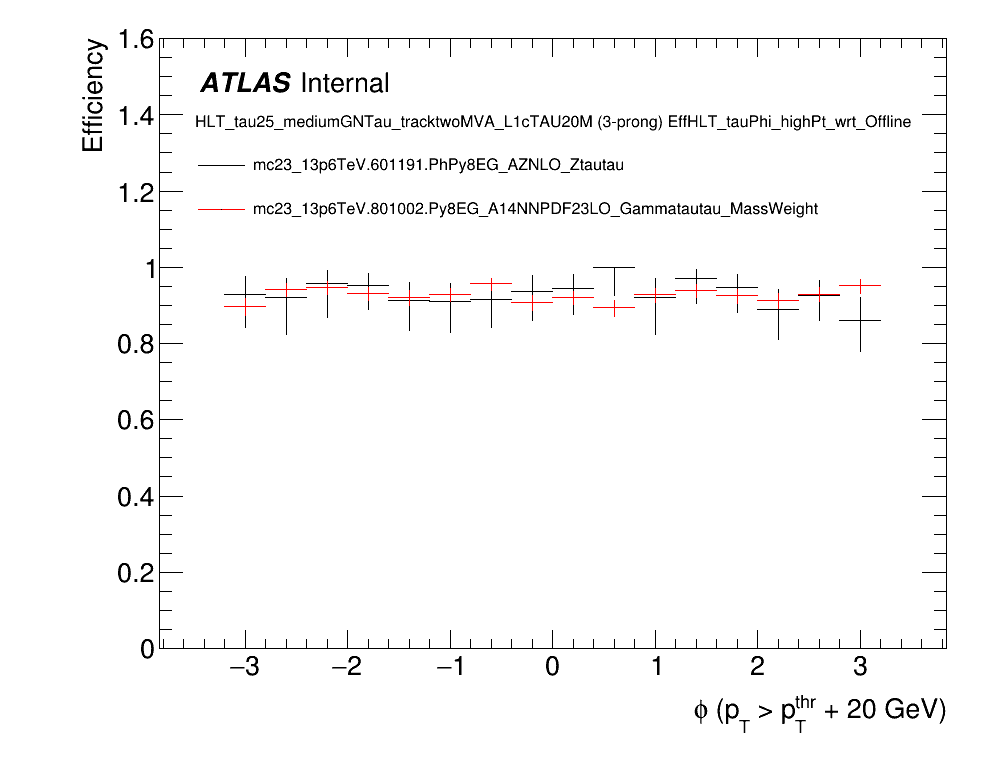 Efficiency
1.6
1.4
1.2
1
0.8
0.6
0.4
0.2
0
ATLAS Internal
HLT_tau25_mediumGNTau_tracktwoMVA_L1cTAU20M (3-prong) EffHLT_tauPhi_highPt_wrt_Offline
mc23_13p6TeV.601191.PhPy8EG_AZNLO_Ztautau
mc23_13p6TeV.801002.Py8EG_A14NNPDF23LO_Gammatautau_MassWeight
−3 −2 −1 0 1 2 3
ϕ (p_T > p_T^thr + 20 GeV)